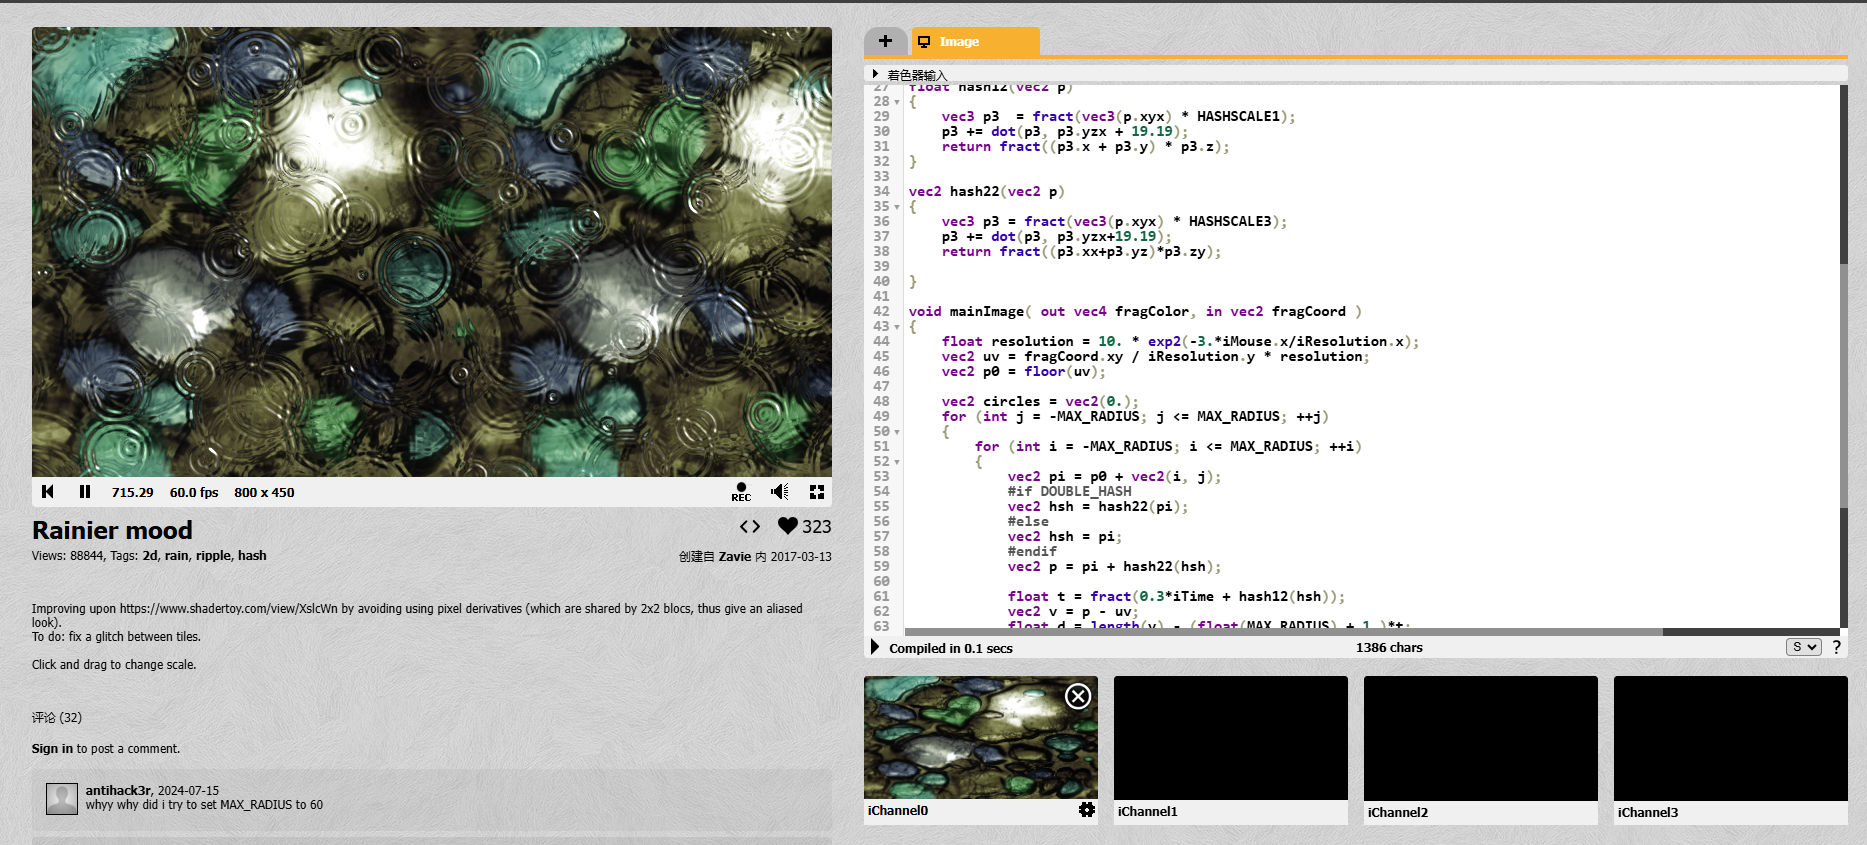 715.29 60.0 fps 800 x 450
REC
Rainier mood
323
Views: 88844, Tags: 2d, rain, ripple, hash
创建自 Zavie 内 2017-03-13
Improving upon https://www.shadertoy.com/view/XslcWn by avoiding using pixel derivatives (which are shared by 2x2 blocs, thus give an aliased
look).
To do: fix a glitch between tiles.
Click and drag to change scale.
评论 (32)
Sign in to post a comment.
antihack3r, 2024-07-15
whyy why did i try to set MAX_RADIUS to 60
+ Image
着色器输入
27 float hash12(vec2 p)
28 {
29 vec3 p3  = fract(vec3(p.xyx) * HASHSCALE1);
30 p3 += dot(p3, p3.yzx + 19.19);
31 return fract((p3.x + p3.y) * p3.z);
32 }
33
34 vec2 hash22(vec2 p)
35 {
36 vec3 p3 = fract(vec3(p.xyx) * HASHSCALE3);
37 p3 += dot(p3, p3.yzx+19.19);
38 return fract((p3.xx+p3.yz)*p3.zy);
39
40 }
41
42 void mainImage( out vec4 fragColor, in vec2 fragCoord )
43 {
44 float resolution = 10. * exp2(-3.*iMouse.x/iResolution.x);
45 vec2 uv = fragCoord.xy / iResolution.y * resolution;
46 vec2 p0 = floor(uv);
47
48 vec2 circles = vec2(0.);
49 for (int j = -MAX_RADIUS; j <= MAX_RADIUS; ++j)
50 {
51 for (int i = -MAX_RADIUS; i <= MAX_RADIUS; ++i)
52 {
53 vec2 pi = p0 + vec2(i, j);
54 #if DOUBLE_HASH
55 vec2 hsh = hash22(pi);
56 #else
57 vec2 hsh = pi;
58 #endif
59 vec2 p = pi + hash22(hsh);
60
61 float t = fract(0.3*iTime + hash12(hsh));
62 vec2 v = p - uv;
63 float d = length(v) - (float(MAX_RADIUS) + 1.)*t;
Compiled in 0.1 secs 1386 chars S ?
iChannel0 iChannel1 iChannel2 iChannel3